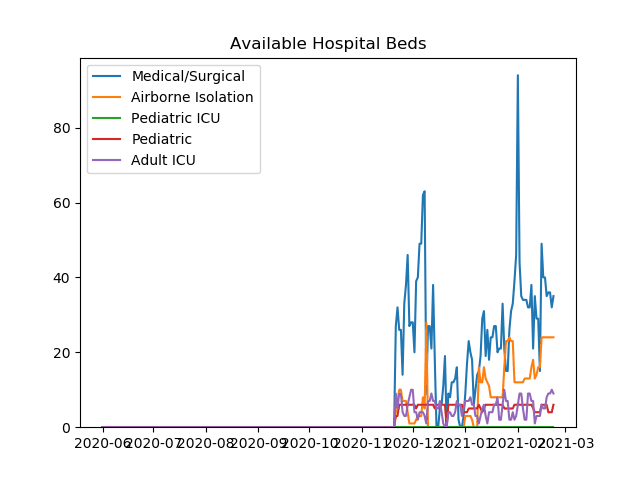 Available Hospital Beds
Medical/Surgical
Airborne Isolation
Pediatric ICU
Pediatric
Adult ICU
80
60
40
20
0
2020-06 2020-07 2020-08 2020-09 2020-10 2020-11 2020-12 2021-01 2021-02 2021-03